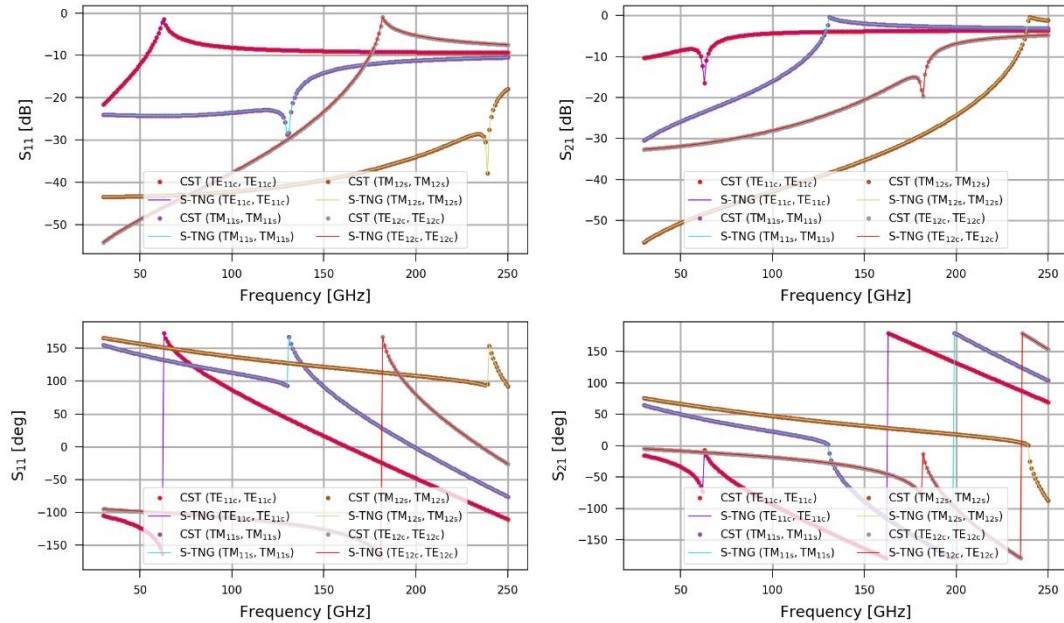 S11 [dB]
−10
−20
−30
−40
−50
CST (TE11c, TE11c)
S-TNG (TE11c, TE11c)
CST (TM11s, TM11s)
S-TNG (TM11s, TM11s)
CST (TM12s, TM12s)
S-TNG (TM12s, TM12s)
CST (TE12c, TE12c)
S-TNG (TE12c, TE12c)
50 100 150 200 250
Frequency [GHz]
S21 [dB]
0
−10
−20
−30
−40
−50
CST (TE11c, TE11c)
S-TNG (TE11c, TE11c)
CST (TM11s, TM11s)
S-TNG (TM11s, TM11s)
CST (TM12s, TM12s)
S-TNG (TM12s, TM12s)
CST (TE12c, TE12c)
S-TNG (TE12c, TE12c)
50 100 150 200 250
Frequency [GHz]
S11 [deg]
150
100
50
0
−50
−100
−150
CST (TE11c, TE11c)
S-TNG (TE11c, TE11c)
CST (TM11s, TM11s)
S-TNG (TM11s, TM11s)
CST (TM12s, TM12s)
S-TNG (TM12s, TM12s)
CST (TE12c, TE12c)
S-TNG (TE12c, TE12c)
50 100 150 200 250
Frequency [GHz]
S21 [deg]
150
100
50
0
−50
−100
−150
CST (TE11c, TE11c)
S-TNG (TE11c, TE11c)
CST (TM11s, TM11s)
S-TNG (TM11s, TM11s)
CST (TM12s, TM12s)
S-TNG (TM12s, TM12s)
CST (TE12c, TE12c)
S-TNG (TE12c, TE12c)
50 100 150 200 250
Frequency [GHz]